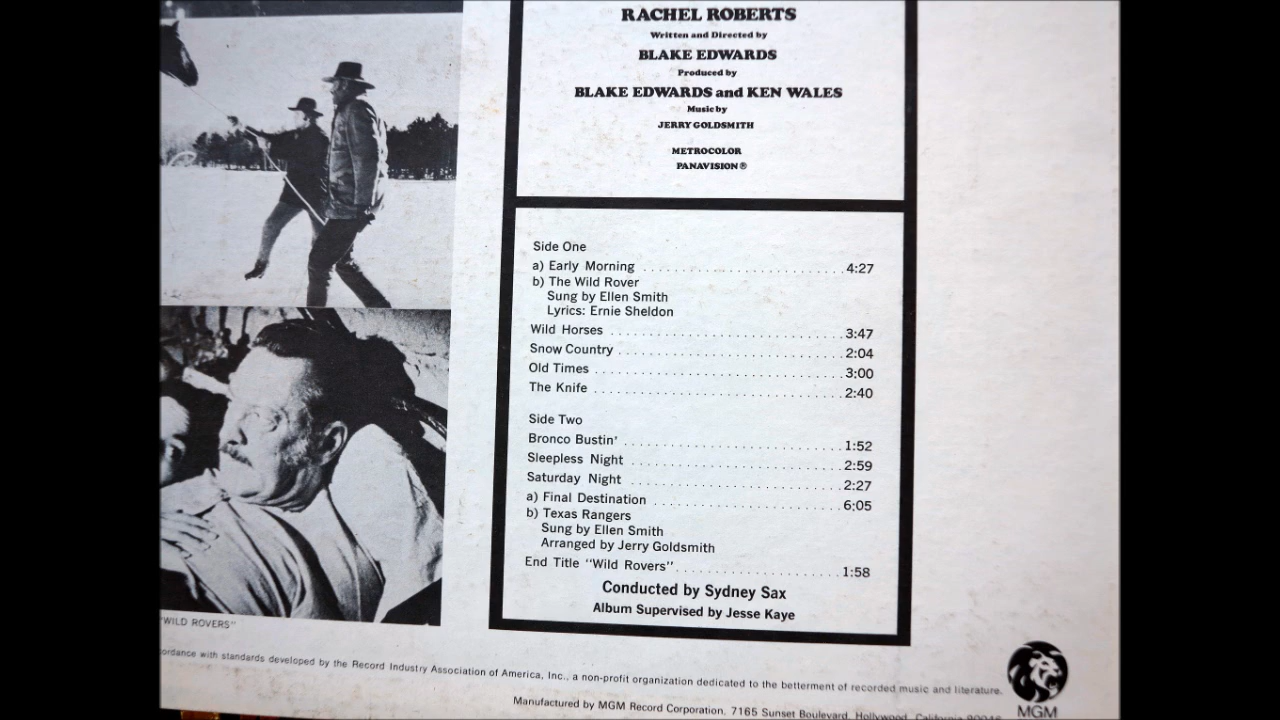 RACHEL ROBERTS
Written and Directed by
BLAKE EDWARDS
Produced by
BLAKE EDWARDS and KEN WALES
Music by
JERRY GOLDSMITH
METROCOLOR
PANAVISION®
Side One
a) Early Morning 4:27
b) The Wild Rover
Sung by Ellen Smith
Lyrics: Ernie Sheldon
Wild Horses 3:47
Snow Country 2:04
Old Times 3:00
The Knife 2:40
Side Two
Bronco Bustin' 1:52
Sleepless Night 2:59
Saturday Night 2:27
a) Final Destination 6:05
b) Texas Rangers
Sung by Ellen Smith
Arranged by Jerry Goldsmith
End Title "Wild Rovers" 1:58
Conducted by Sydney Sax
Album Supervised by Jesse Kaye
"WILD ROVERS"
ordance with standards developed by the Record Industry Association of America, Inc., a non-profit organization dedicated to the betterment of recorded music and literature.
Manufactured by MGM Record Corporation, 7165 Sunset Boulevard, Hollywood, California
MGM